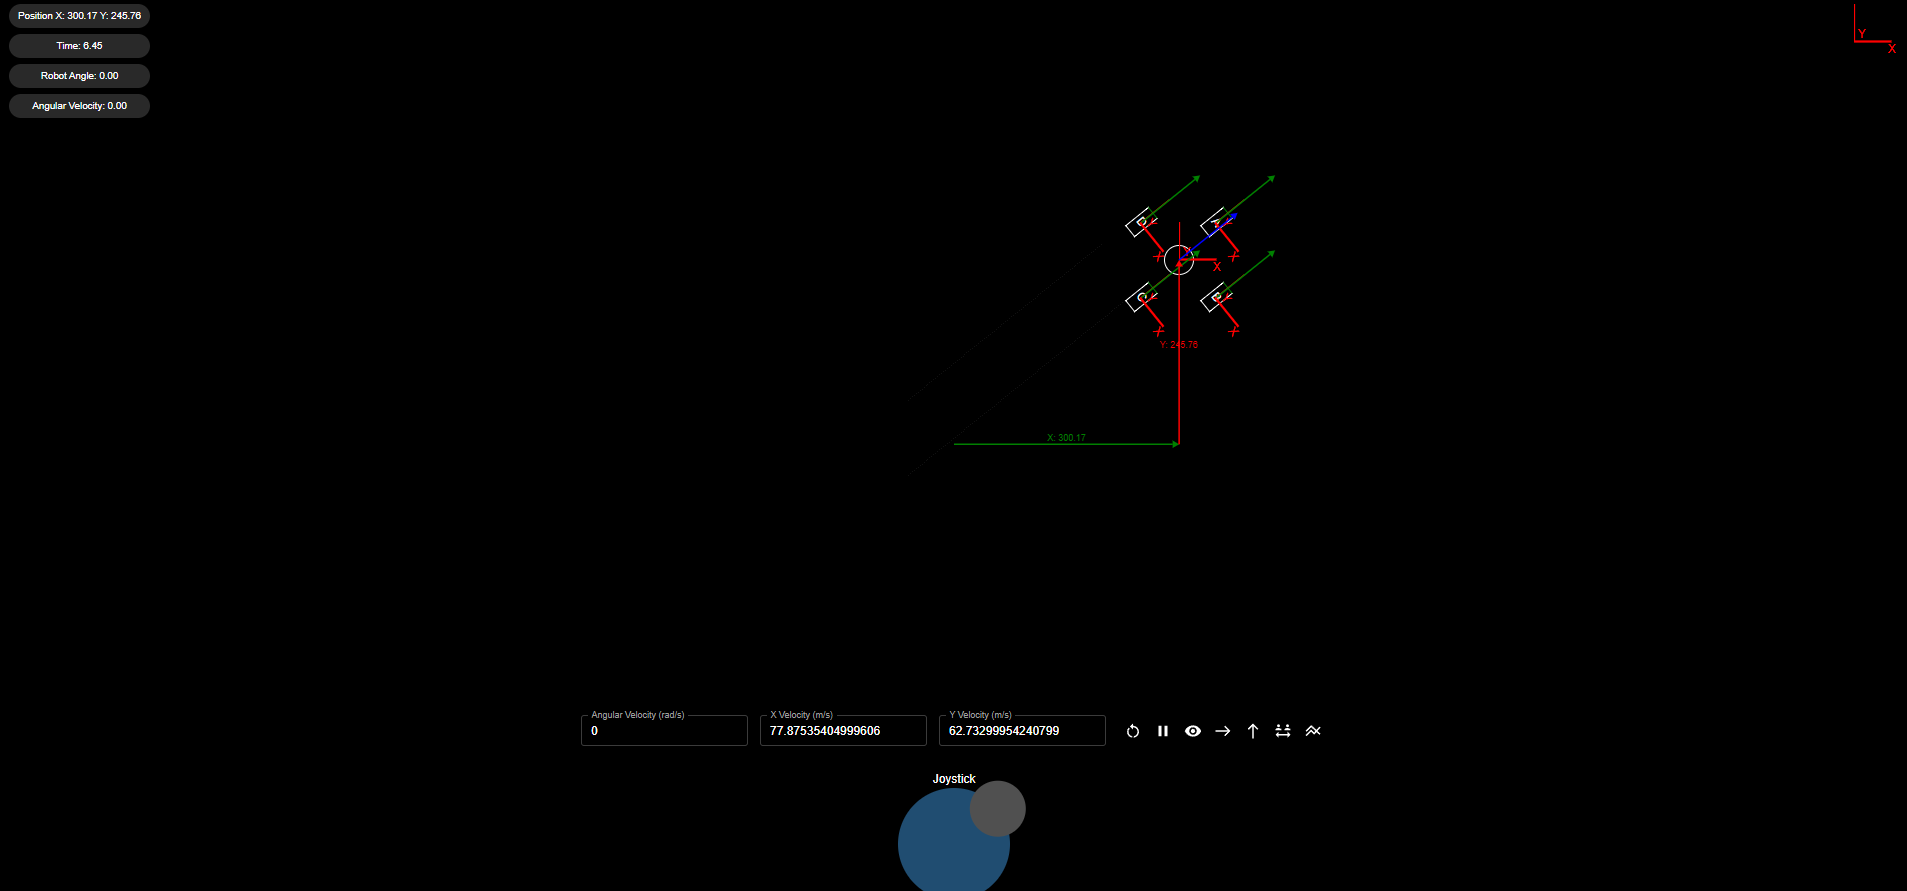 Position X: 300.17 Y: 245.76
Time: 6.45
Robot Angle: 0.00
Angular Velocity: 0.00
Y
X
D
A
Y
X
X
X
C
B
X
X
Y: 245.76
X: 300.17
Angular Velocity (rad/s)
0
X Velocity (m/s)
77.87535404999606
Y Velocity (m/s)
62.73299954240799
Joystick